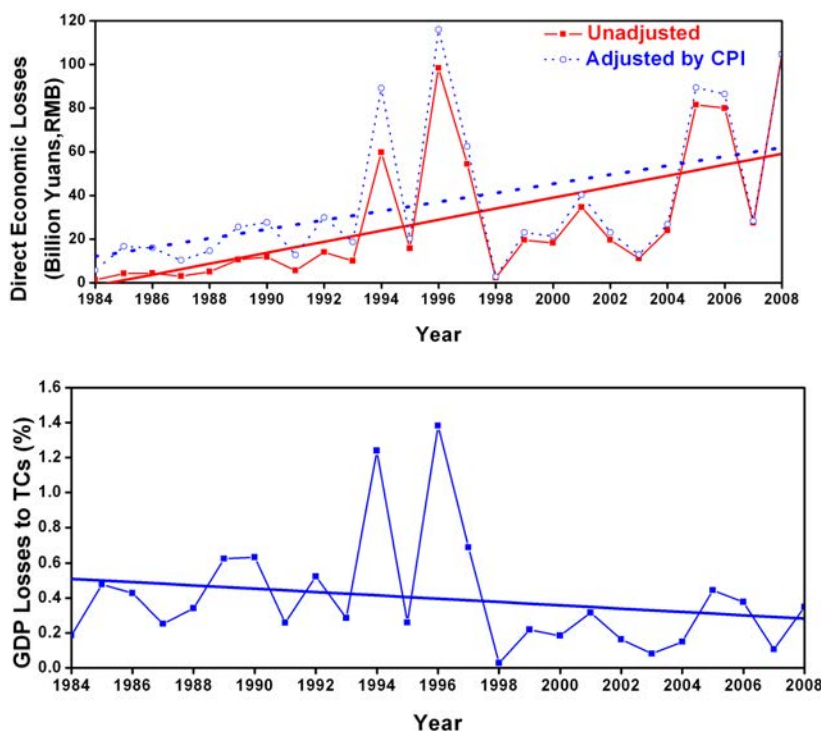 120
100
80
60
40
20
0
Direct Economic Losses
(Billion Yuans,RMB)
Unadjusted
Adjusted by CPI
1984 1986 1988 1990 1992 1994 1996 1998 2000 2002 2004 2006 2008
Year
1.6
1.4
1.2
1.0
0.8
0.6
0.4
0.2
0.0
GDP Losses to TCs (%)
1984 1986 1988 1990 1992 1994 1996 1998 2000 2002 2004 2006 2008
Year